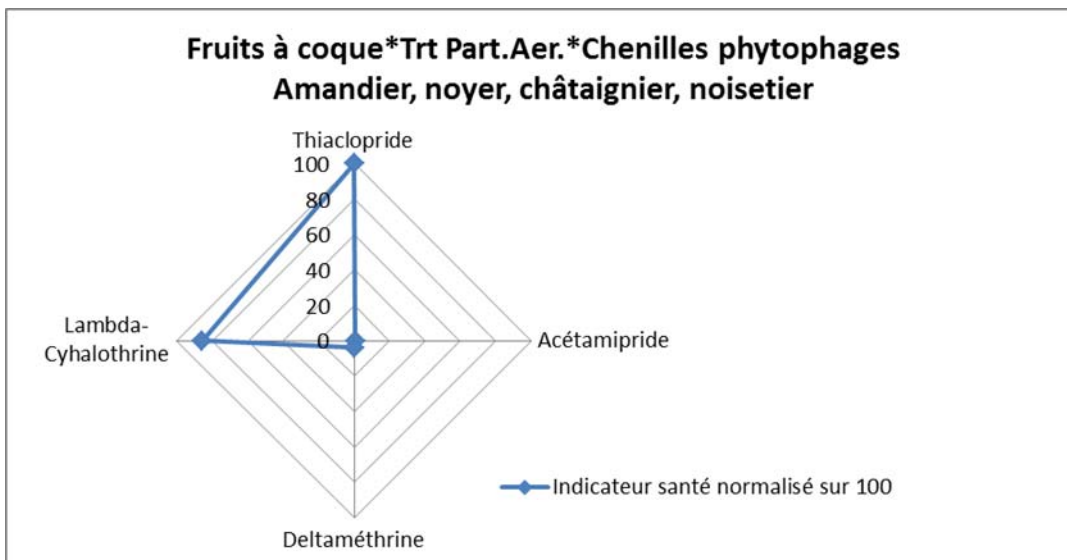 Fruits à coque*Trt Part.Aer.*Chenilles phytophages
Amandier, noyer, châtaignier, noisetier
Thiaclopride
100
80
60
40
20
0
Lambda-
Cyhalothrine
Acétamipride
Indicateur santé normalisé sur 100
Deltaméthrine